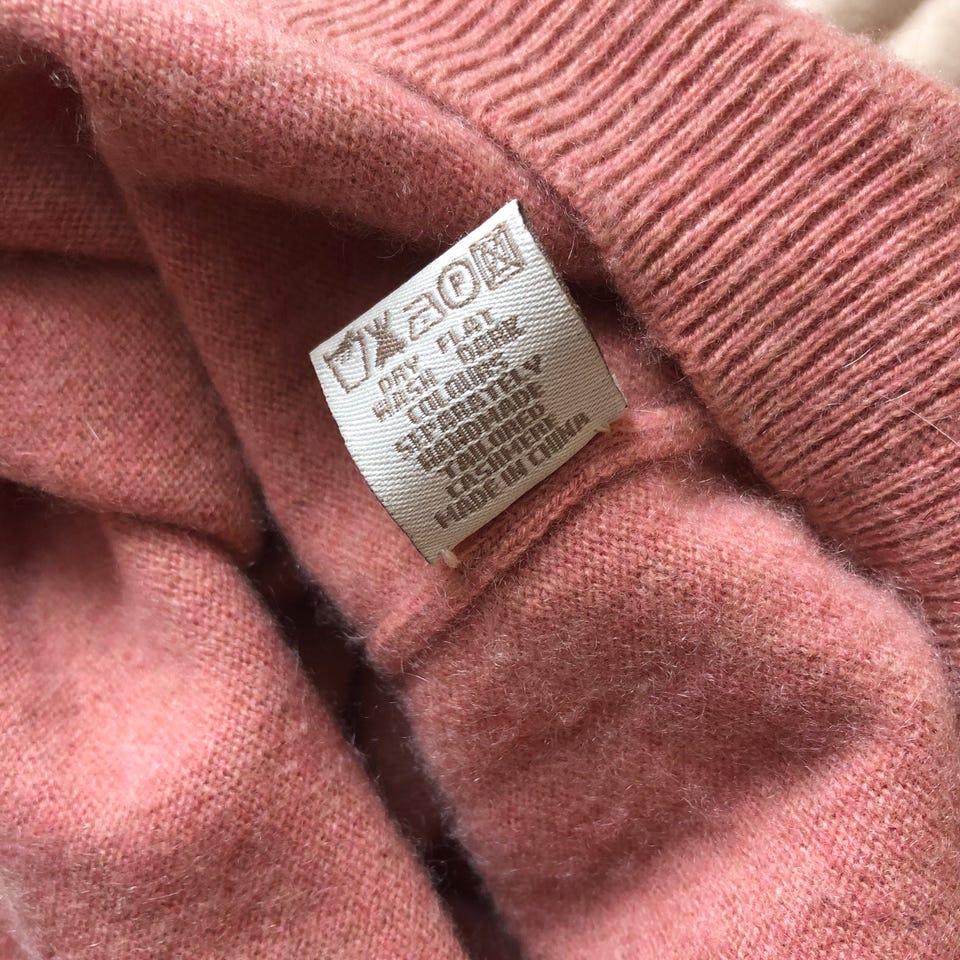 P
DRY FLAT
WASH DARK
COLOURS
SEPARATELY
HANDMADE
TAILORED
CASHMERE
MADE IN CHINA